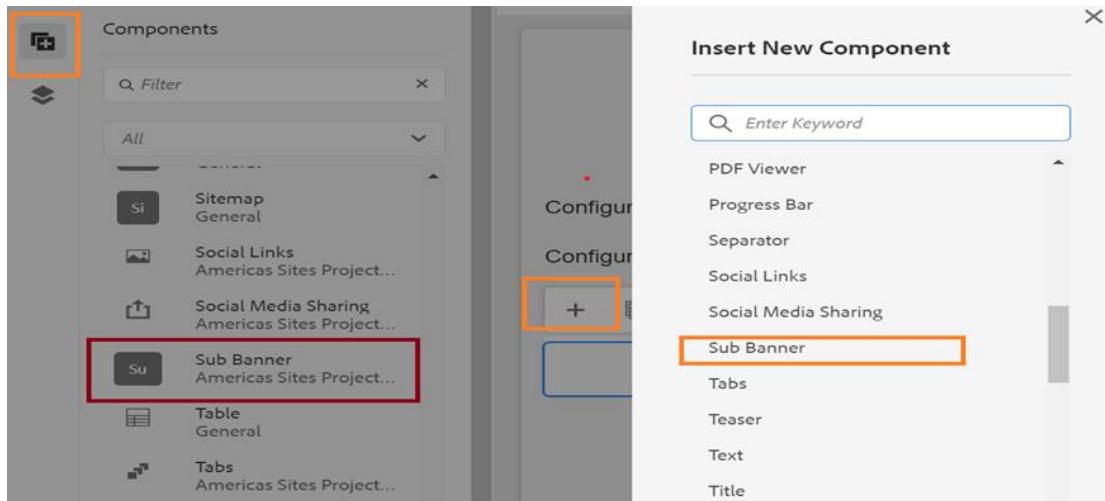 Components
Filter
All
Si
Sitemap
General
Social Links
Americas Sites Project...
Social Media Sharing
Americas Sites Project...
Su
Sub Banner
Americas Sites Project...
Table
General
Tabs
Americas Sites Project...
Configur
Configur
Insert New Component
Enter Keyword
PDF Viewer
Progress Bar
Separator
Social Links
Social Media Sharing
Sub Banner
Tabs
Teaser
Text
Title